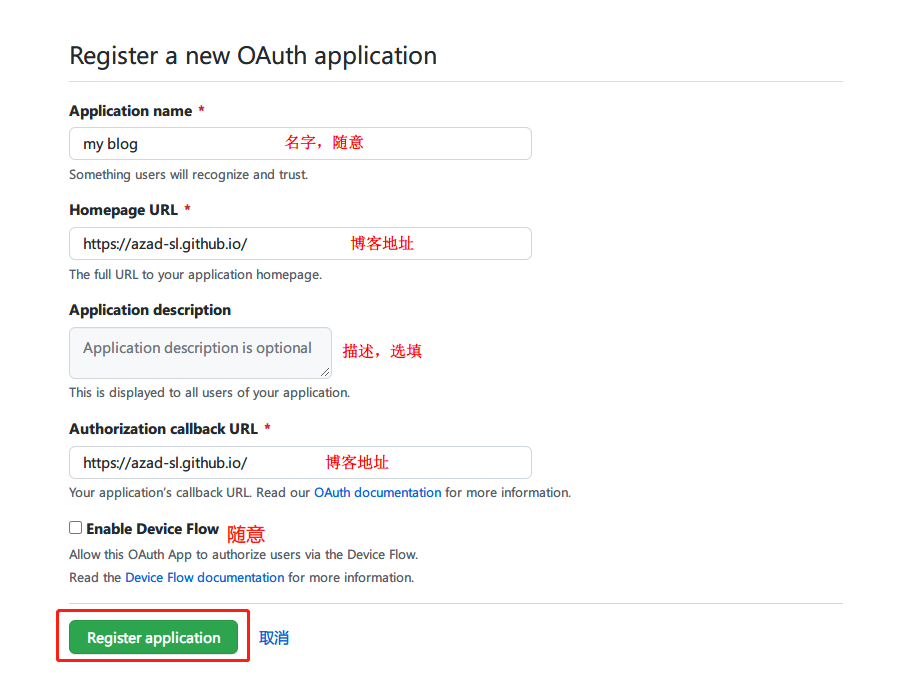 Register a new OAuth application
Application name *
my blog 名字，随意
Something users will recognize and trust.
Homepage URL *
https://azad-sl.github.io/ 博客地址
The full URL to your application homepage.
Application description
Application description is optional 描述，选填
This is displayed to all users of your application.
Authorization callback URL *
https://azad-sl.github.io/ 博客地址
Your application's callback URL. Read our OAuth documentation for more information.
Enable Device Flow 随意
Allow this OAuth App to authorize users via the Device Flow.
Read the Device Flow documentation for more information.
Register application 取消